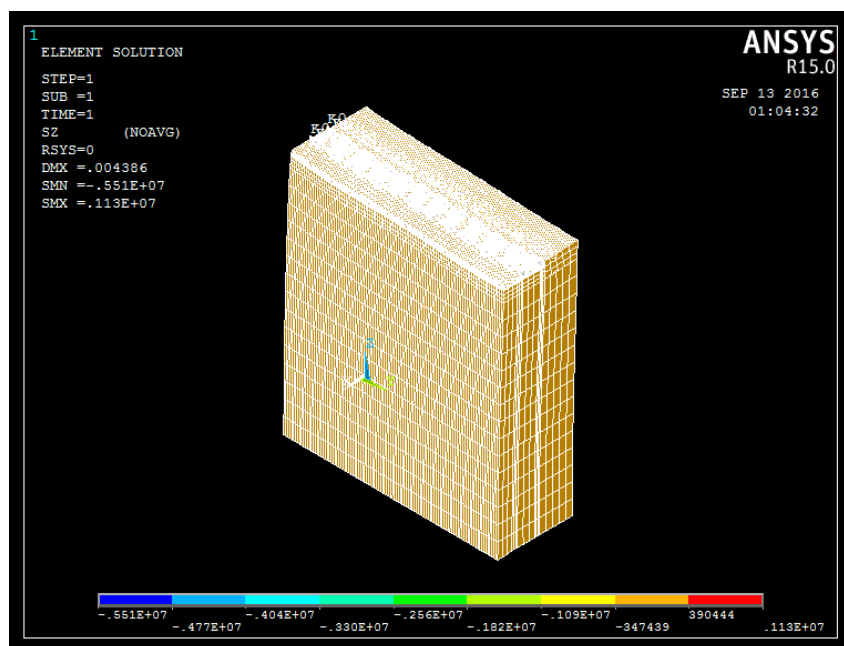 1
ELEMENT SOLUTION
STEP=1
SUB =1
TIME=1
SZ (NOAVG)
RSYS=0
DMX =.004386
SMN =-.551E+07
SMX =.113E+07
ANSYS
R15.0
SEP 13 2016
01:04:32
-.551E+07 -.404E+07 -.256E+07 -.109E+07 390444
-.477E+07 -.330E+07 -.182E+07 -347439 .113E+07